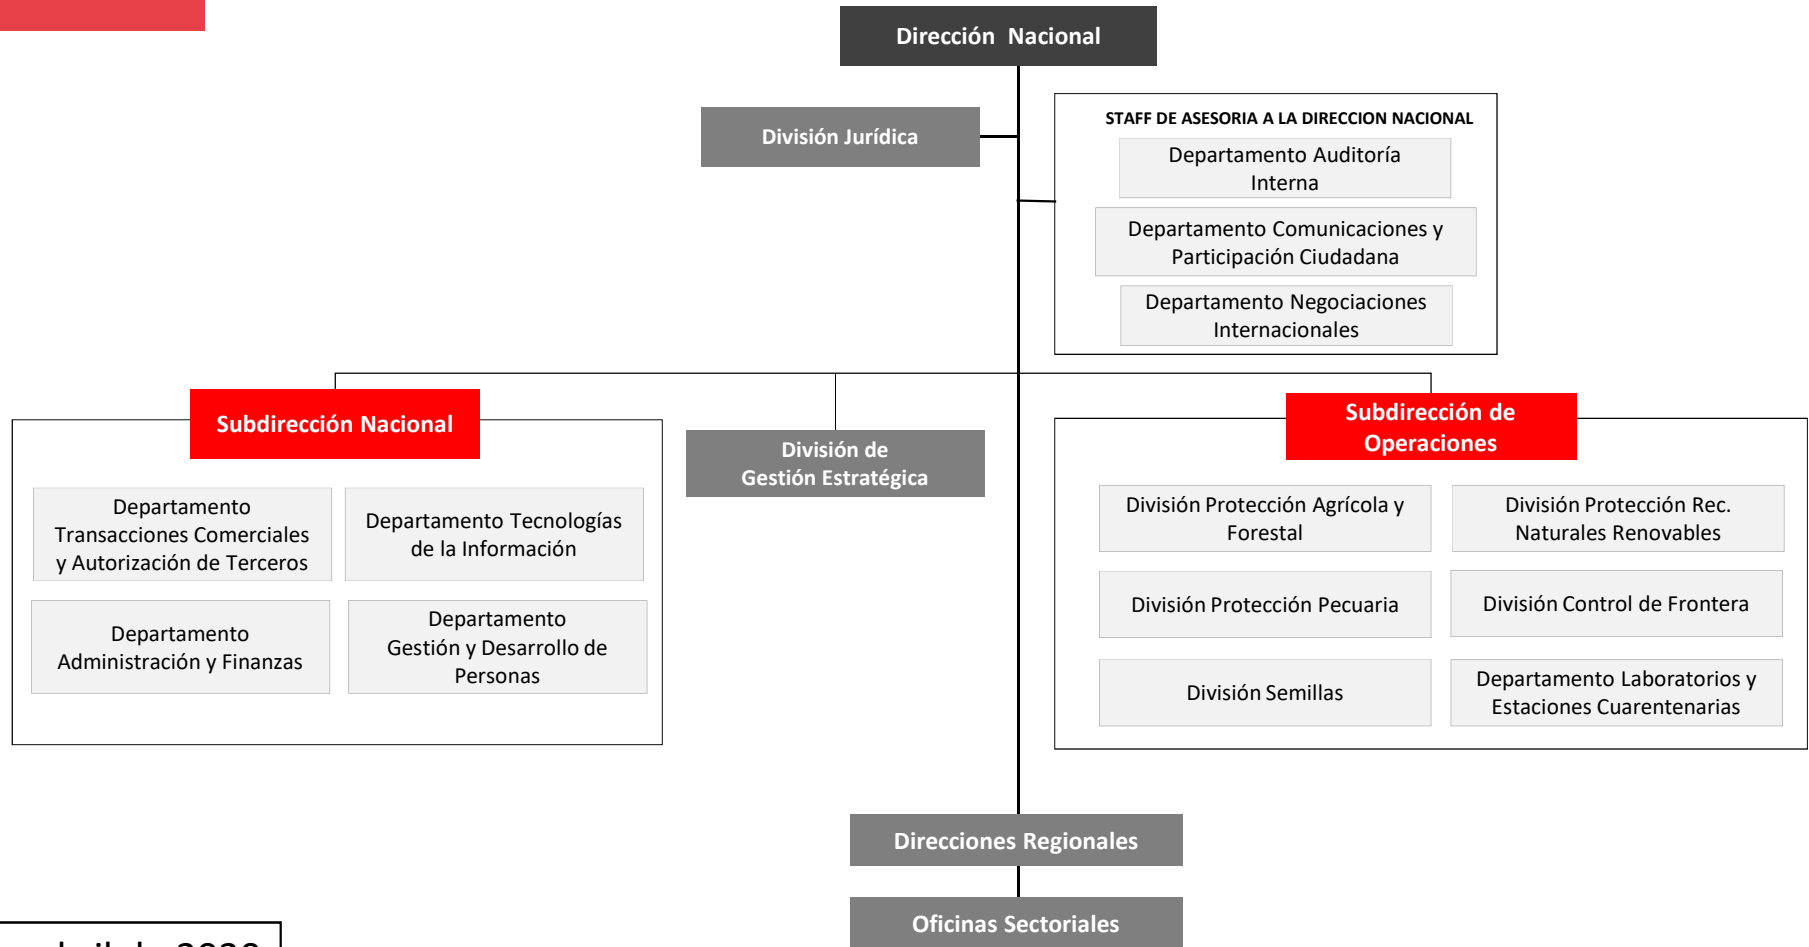 Dirección Nacional
División Jurídica
STAFF DE ASESORIA A LA DIRECCION NACIONAL
Departamento Auditoría
Interna
Departamento Comunicaciones y
Participación Ciudadana
Departamento Negociaciones
Internacionales
Subdirección Nacional
Departamento
Transacciones Comerciales
y Autorización de Terceros
Departamento Tecnologías
de la Información
Departamento
Administración y Finanzas
Departamento
Gestión y Desarrollo de
Personas
División de
Gestión Estratégica
Subdirección de
Operaciones
División Protección Agrícola y
Forestal
División Protección Rec.
Naturales Renovables
División Protección Pecuaria
División Control de Frontera
División Semillas
Departamento Laboratorios y
Estaciones Cuarentenarias
Direcciones Regionales
Oficinas Sectoriales